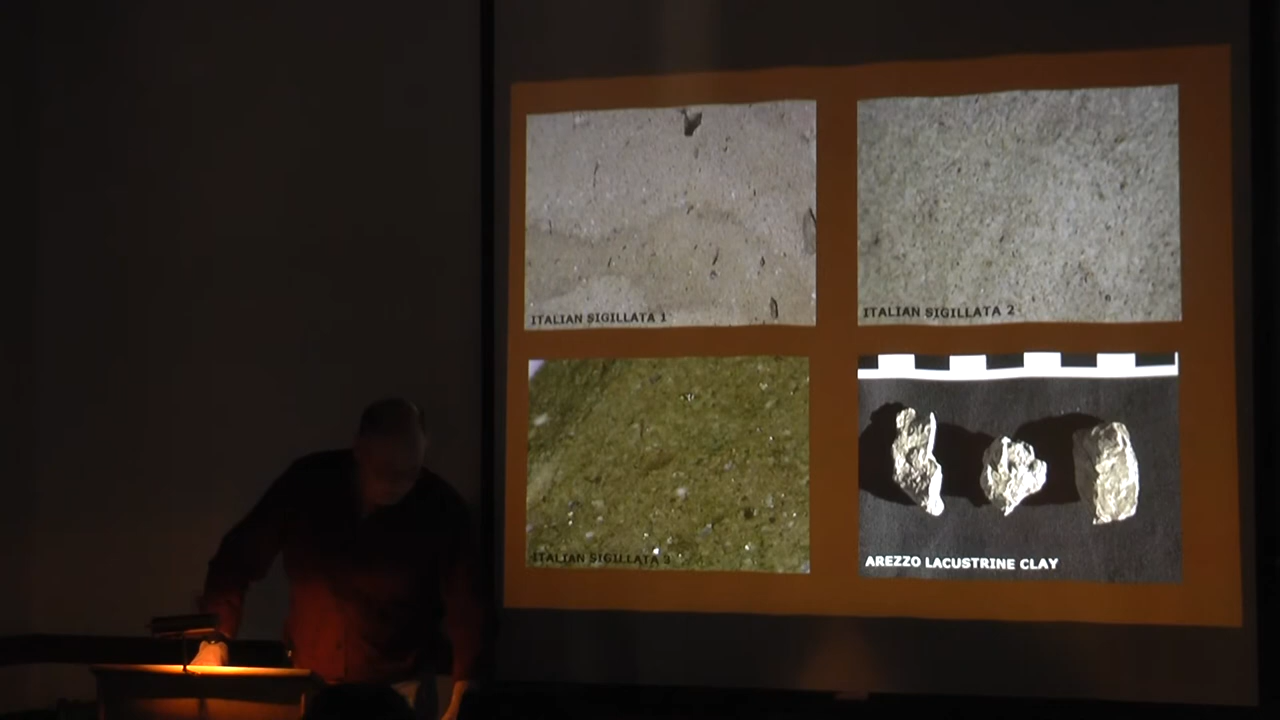 ITALIAN SIGILLATA 1
ITALIAN SIGILLATA 2
ITALIAN SIGILLATA 3
AREZZO LACUSTRINE CLAY